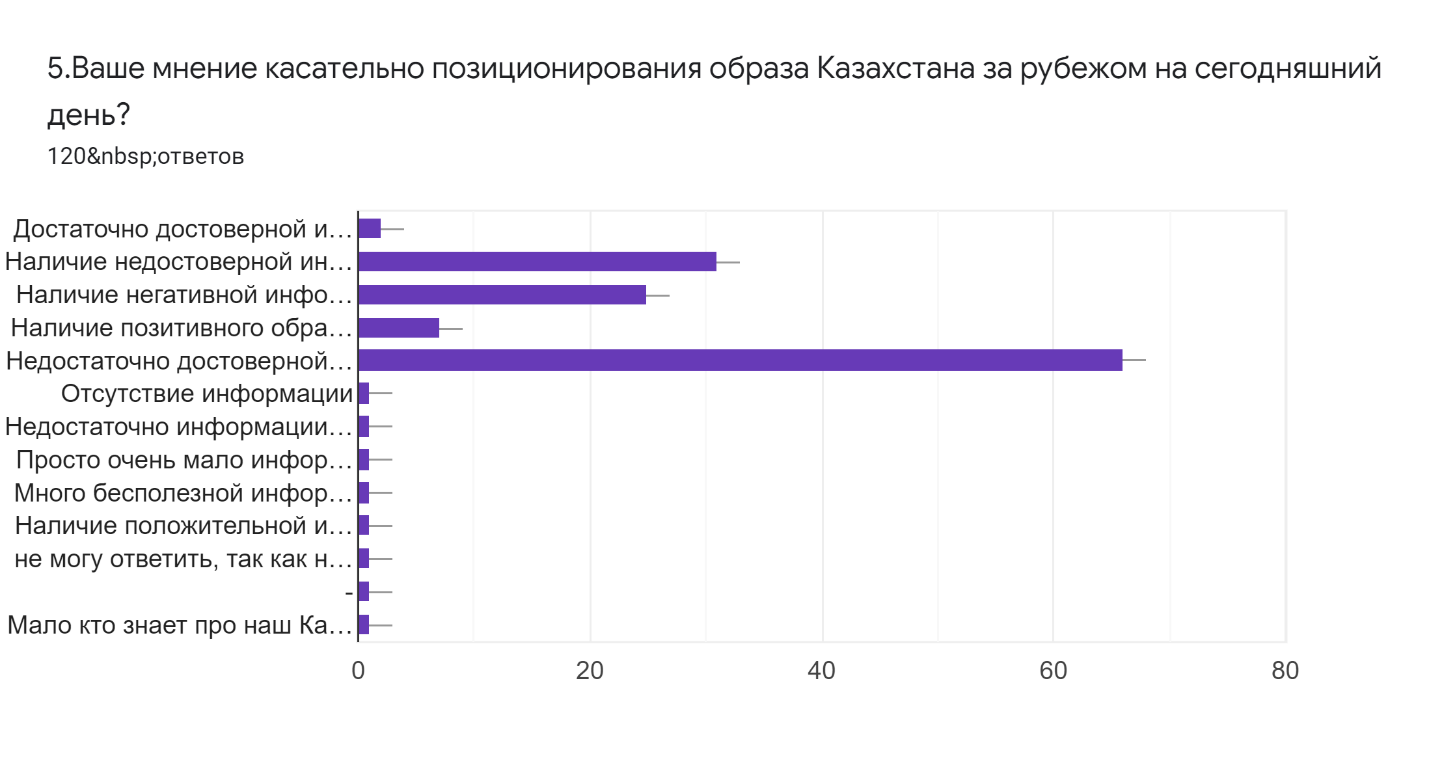 5.Ваше мнение касательно позиционирования образа Казахстана за рубежом на сегодняшний
день?
120&nbsp;ответов
Достаточно достоверной и…
Наличие недостоверной ин…
Наличие негативной инфо…
Наличие позитивного обра…
Недостаточно достоверной…
Отсутствие информации
Недостаточно информации…
Просто очень мало инфор…
Много бесполезной инфор…
Наличие положительной и…
не могу ответить, так как н…
-
Мало кто знает про наш Ка…
0 20 40 60 80